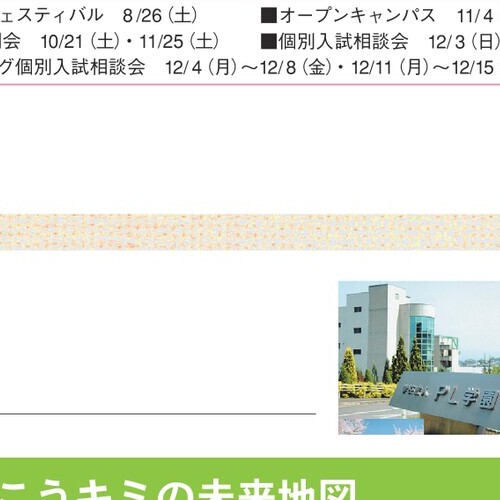 ェスティバル 8/26（土） ■オープンキャンパス 11/4
会 10/21（土）・11/25（土） ■個別入試相談会 12/3（日）
グ個別入試相談会 12/4（月）～12/8（金）・12/11（月）～12/15
PL学園
こうキミの未来地図